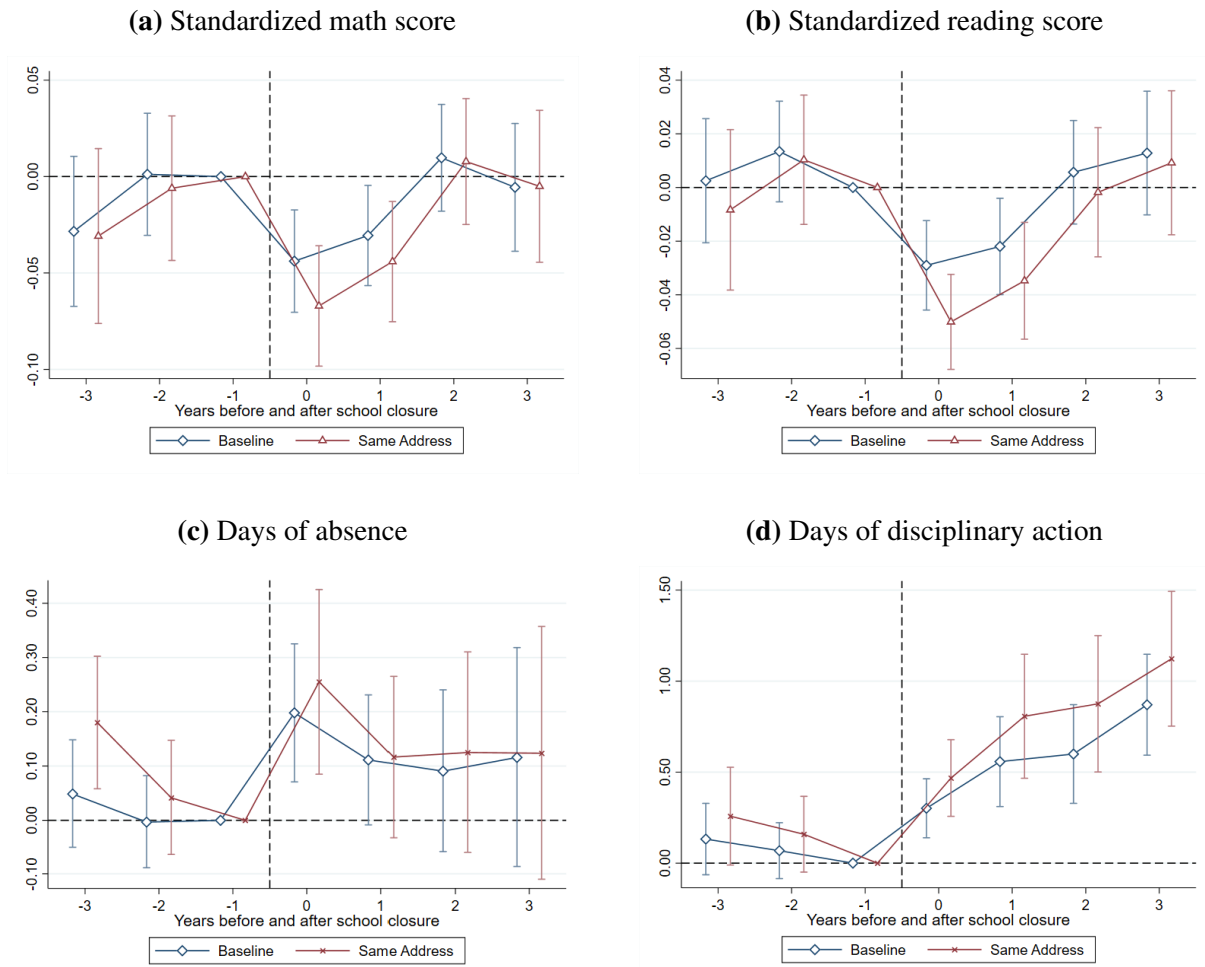 (a) Standardized math score
0.05
0.00
-0.05
-0.10
-3 -2 -1 0 1 2 3
Years before and after school closure
Baseline Same Address
(b) Standardized reading score
0.04
0.02
0.00
-0.02
-0.04
-0.06
-3 -2 -1 0 1 2 3
Years before and after school closure
Baseline Same Address
(c) Days of absence
0.40
0.30
0.20
0.10
0.00
-0.10
-3 -2 -1 0 1 2 3
Years before and after school closure
Baseline Same Address
(d) Days of disciplinary action
1.50
1.00
0.50
0.00
-3 -2 -1 0 1 2 3
Years before and after school closure
Baseline Same Address